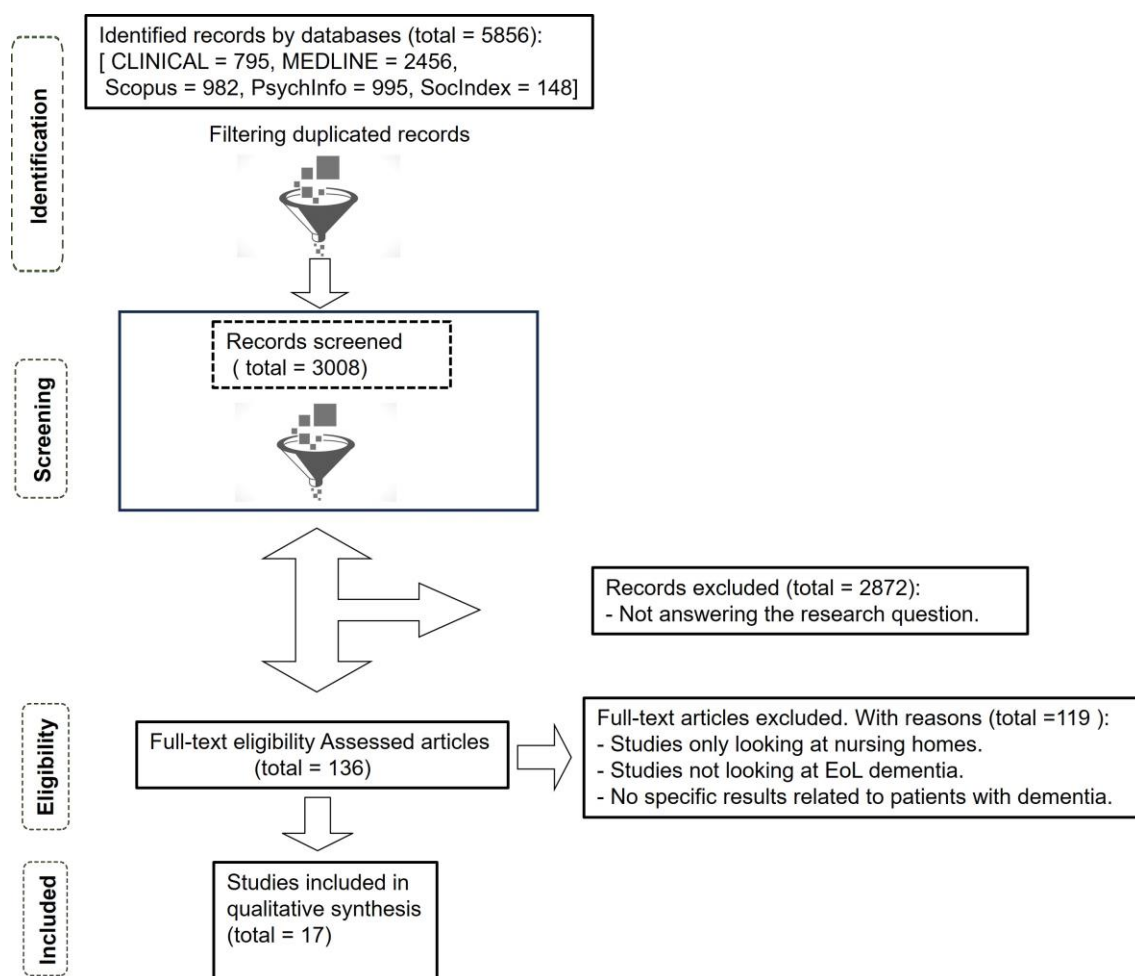 Identification
Identified records by databases (total = 5856):
[ CLINICAL = 795, MEDLINE = 2456,
Scopus = 982, PsychInfo = 995, SocIndex = 148]
Filtering duplicated records
Screening
Records screened
( total = 3008)
Records excluded (total = 2872):
- Not answering the research question.
Eligibility
Full-text eligibility Assessed articles
(total = 136)
Full-text articles excluded. With reasons (total =119 ):
- Studies only looking at nursing homes.
- Studies not looking at EoL dementia.
- No specific results related to patients with dementia.
Included
Studies included in
qualitative synthesis
(total = 17)